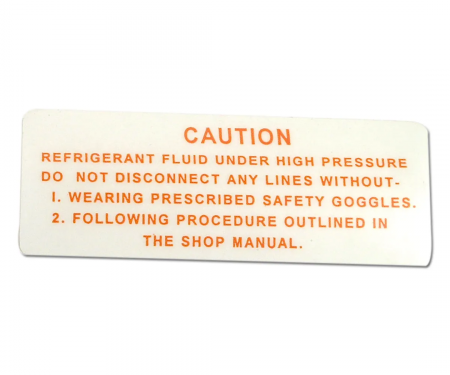 CAUTION
REFRIGERANT FLUID UNDER HIGH PRESSURE
DO NOT DISCONNECT ANY LINES WITHOUT-
1. WEARING PRESCRIBED SAFETY GOGGLES.
2. FOLLOWING PROCEDURE OUTLINED IN
THE SHOP MANUAL.